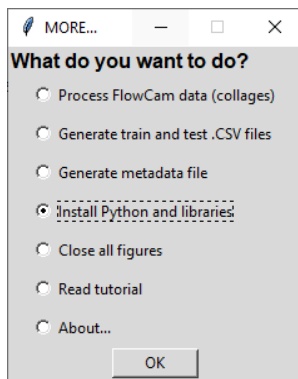 MORE...
What do you want to do?
Process FlowCam data (collages)
Generate train and test .CSV files
Generate metadata file
Install Python and libraries
Close all figures
Read tutorial
About...
OK